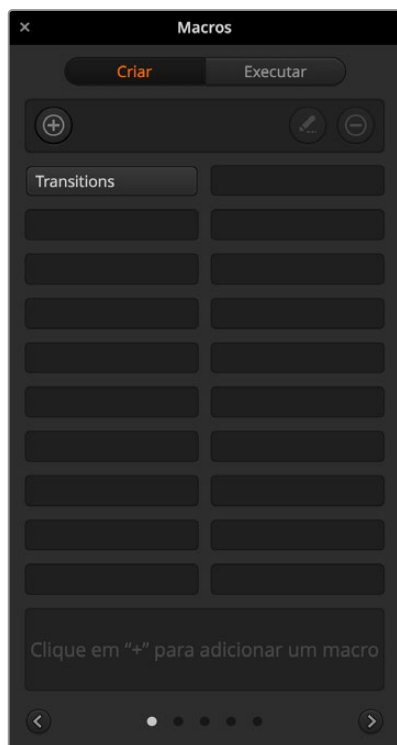 Macros
Criar Executar
Transitions
Clique em “+” para adicionar um macro